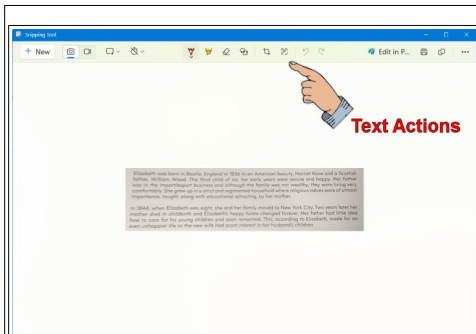 Snipping Tool
+ New
Edit in P...
Text Actions
Elizabeth was born in Bootle, England in 1836 to an American beauty, Harriet Kane and a Scottish
father, William Wood. The third child of six, her early years were secure and happy. Her father
was in the import/export business and although the family was not wealthy, they were living very
comfortably. She grew up in a strict and regimented household where religious values were of utmost
importance, taught, along with educational schooling, by her mother.
In 1844, when Elizabeth was eight, she and her family moved to New York City. Two years later her
mother died in childbirth and Elizabeth's happy home changed forever. Her father had little idea
how to care for his young children and soon remarried. This, according to Elizabeth, made for an
even unhappier life as the new wife had scant interest in her husband's children.